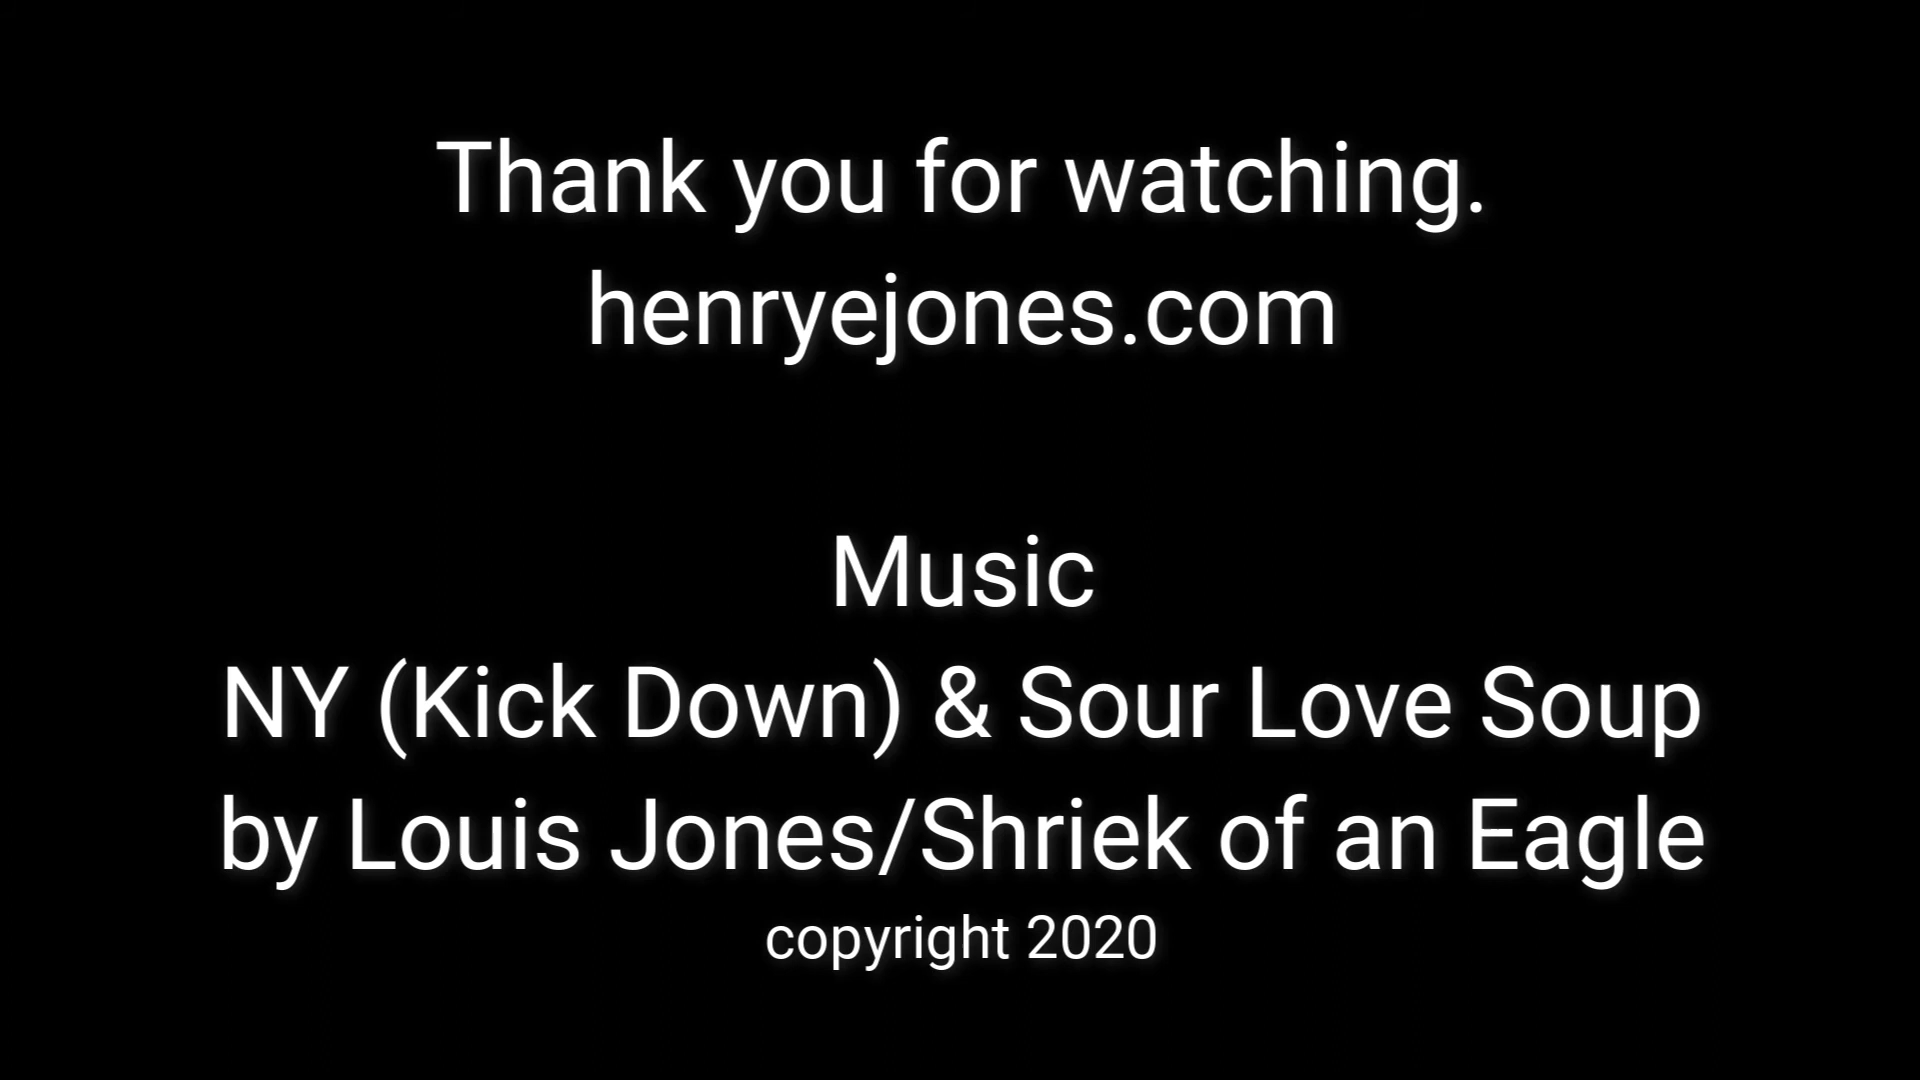 Thank you for watching.
henryejones.com
Music
NY (Kick Down) & Sour Love Soup
by Louis Jones/Shriek of an Eagle
copyright 2020